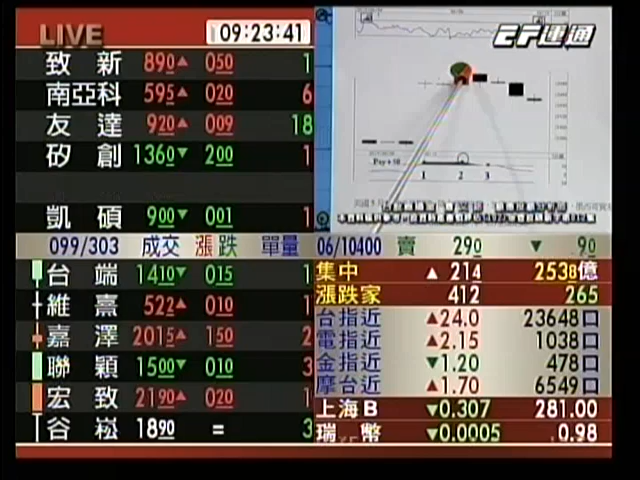 LIVE 09:23:41
致新 890▲ 050 1
南亞科 595▲ 020 6
友達 920▲ 009 18
矽創 1360▼ 200 1
凱碩 900▼ 001 1
099/303 成交 漲跌 單量
台端 1410▼ 015 1
維熹 522▲ 010 1
嘉澤 2015▲ 150 2
聯穎 1500▼ 010 3
宏致 2190▲ 020 1
谷崧 1890 = 3
運通
Pay+50
1 2 3
06/10400 賣 290 ▼ 90
集中 ▲ 214 2538億
漲跌家 412 265
台指近 ▲24.0 23648口
電指近 ▲2.15 1038口
金指近 ▼1.20 478口
摩台近 ▲1.70 6549口
上海B ▼0.307 281.00
瑞幣 ▼0.0005 0.98